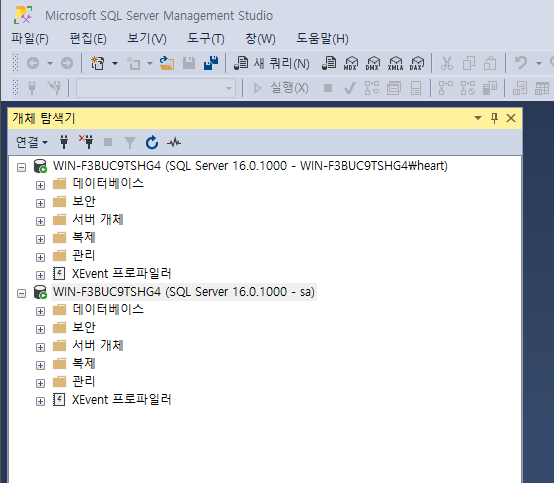 Microsoft SQL Server Management Studio
파일(F) 편집(E) 보기(V) 도구(T) 창(W) 도움말(H)
새 쿼리(N) MDX DMX XMLA DAX
실행(X)
개체 탐색기
연결
WIN-F3BUC9TSHG4 (SQL Server 16.0.1000 - WIN-F3BUC9TSHG4₩heart)
데이터베이스
보안
서버 개체
복제
관리
XEvent 프로파일러
WIN-F3BUC9TSHG4 (SQL Server 16.0.1000 - sa)
데이터베이스
보안
서버 개체
복제
관리
XEvent 프로파일러